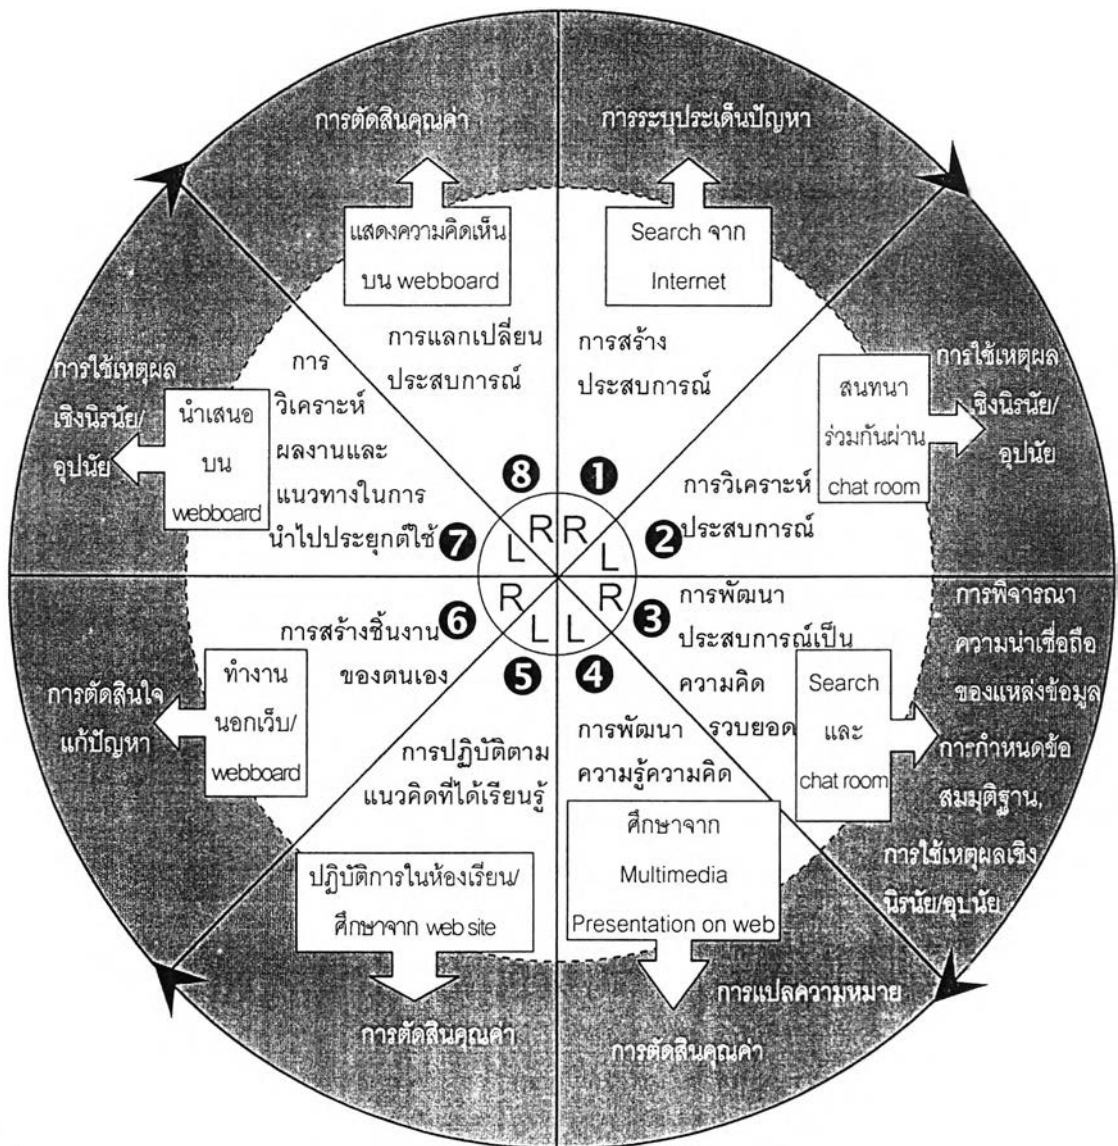 การตัดสินคุณค่า
การระบุประเด็นปัญหา
แสดงความคิดเห็น
บน webboard
Search จาก
Internet
การแลกเปลี่ยน
ประสบการณ์
การสร้าง
ประสบการณ์
การใช้เหตุผล
เชิงนิรนัย/
อุปนัย
นำเสนอ
บน
webboard
การ
วิเคราะห์
ผลงานและ
แนวทางในการ
นำไปประยุกต์ใช้
สนทนา
ร่วมกันผ่าน
chat room
การใช้เหตุผล
เชิงนิรนัย/
อุปนัย
การวิเคราะห์
ประสบการณ์
8 1
7 2
6 3
5 4
R R
L L
R R
L L
การพัฒนา
ประสบการณ์เป็น
ความคิด
รวบยอด
Search
และ
chat room
การพิจารณา
ความน่าเชื่อถือ
ของแหล่งข้อมูล
การกำหนดข้อ
สมมุติฐาน,
การใช้เหตุผลเชิง
นิรนัย/อุปนัย
การสร้างชิ้นงาน
ของตนเอง
ทำงาน
นอกเว็บ/
webboard
การตัดสินใจ
แก้ปัญหา
การปฏิบัติตาม
แนวคิดที่ได้เรียนรู้
การพัฒนา
ความรู้ความคิด
ปฏิบัติการในห้องเรียน/
ศึกษาจาก web site
ศึกษาจาก
Multimedia
Presentation on web
การตัดสินคุณค่า
การแปลความหมาย
การตัดสินคุณค่า